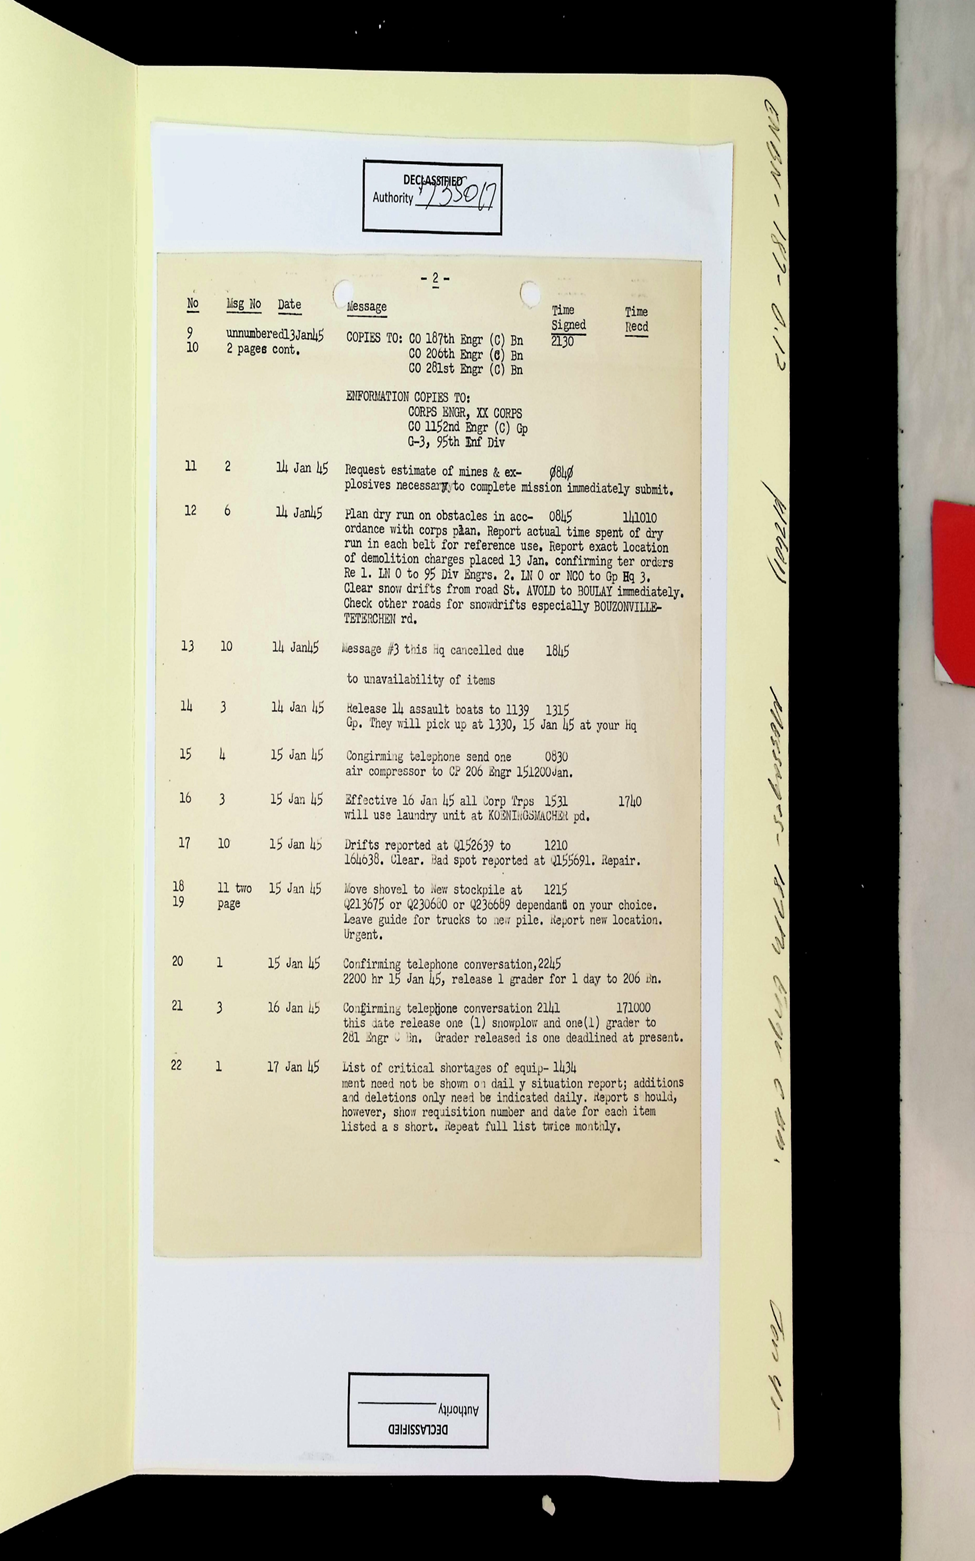 DECLASSIFIED
Authority 735017
- 2 -
No Msg No Date Message Time Signed Time Recd
9 unnumbered13Jan45 COPIES TO: CO 187th Engr (C) Bn 2130
10 2 pages cont. CO 206th Engr (C) Bn
CO 281st Engr (C) Bn
ENFORMATION COPIES TO:
CORPS ENGR, XX CORPS
CO 1152nd Engr (C) Gp
G-3, 95th Inf Div
11 2 14 Jan 45 Request estimate of mines & ex- 0840
plosives necessary to complete mission immediately submit.
12 6 14 Jan45 Plan dry run on obstacles in acc- 0845 141010
ordance with corps plan. Report actual time spent of dry
run in each belt for reference use. Report exact location
of demolition charges placed 13 Jan. confirming ter orders
Re 1. LN O to 95 Div Engrs. 2. LN O or NCO to Gp Hq 3.
Clear snow drifts from road St. AVOLD to BOULAY immediately.
Check other roads for snowdrifts especially BOUZONVILLE-
TETERCHEN rd.
13 10 14 Jan45 Message #3 this Hq cancelled due 1845
to unavailability of items
14 3 14 Jan 45 Release 14 assault boats to 1139 1315
Gp. They will pick up at 1330, 15 Jan 45 at your Hq
15 4 15 Jan 45 Congirming telephone send one 0830
air compressor to CP 206 Engr 151200Jan.
16 3 15 Jan 45 Effective 16 Jan 45 all Corp Trps 1531 1740
will use laundry unit at KOENINGSMACHER pd.
17 10 15 Jan 45 Drifts reported at Q152639 to 1210
164638. Clear. Bad spot reported at Q155691. Repair.
18 11 two 15 Jan 45 Move shovel to New stockpile at 1215
19 page Q213675 or Q230680 or Q236689 dependand on your choice.
Leave guide for trucks to new pile. Report new location.
Urgent.
20 1 15 Jan 45 Confirming telephone conversation,2245
2200 hr 15 Jan 45, release 1 grader for 1 day to 206 Bn.
21 3 16 Jan 45 Confirming telephone conversation 2141 171000
this date release one (1) snowplow and one(1) grader to
281 Engr C Bn. Grader released is one deadlined at present.
22 1 17 Jan 45 List of critical shortages of equip- 1434
ment need not be shown on dail y situation report; additions
and deletions only need be indicated daily. Report s hould,
however, show requisition number and date for each item
listed a s short. Repeat full list twice monthly.
DECLASSIFIED
Authority
ENBN - 187- 0.12
Messages- 187th Engr C Bn.
Jan 45